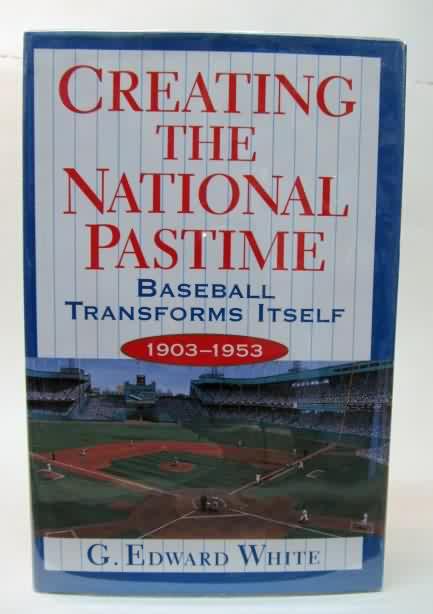 CREATING
THE
NATIONAL
PASTIME
BASEBALL
TRANSFORMS ITSELF
1903–1953
G. EDWARD WHITE